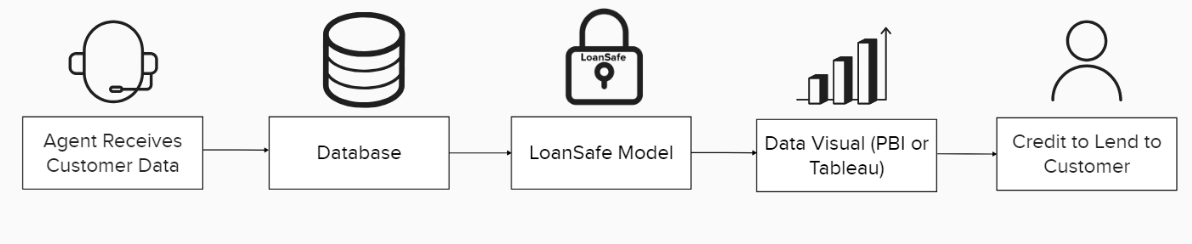 LoanSafe
Agent Receives
Customer Data
Database
LoanSafe Model
Data Visual (PBI or
Tableau)
Credit to Lend to
Customer